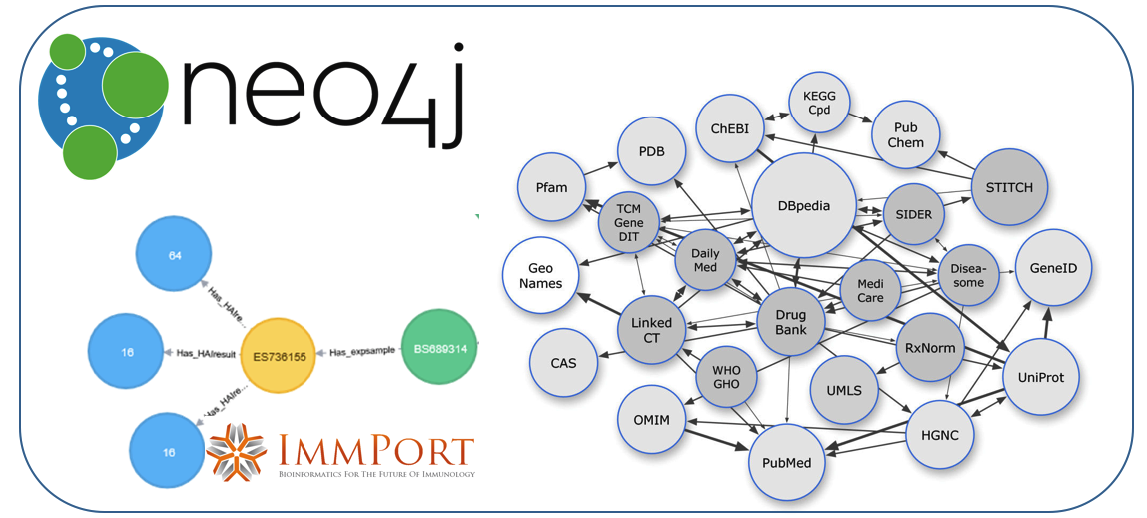 neo4j
64
Has_HAIre...
16
Has_HAIresult
ES736155
Has_expsample
BS689314
Has_HAIre...
16
IMMPORT
BIOINFORMATICS FOR THE FUTURE OF IMMUNOLOGY
KEGG
Cpd
ChEBI
Pub
Chem
PDB
Pfam
DBpedia
STITCH
TCM
Gene
DIT
SIDER
Daily
Med
Geo
Names
Disea-
some
GeneID
Medi
Care
Linked
CT
Drug
Bank
RxNorm
CAS
WHO
GHO
UMLS
UniProt
OMIM
HGNC
PubMed